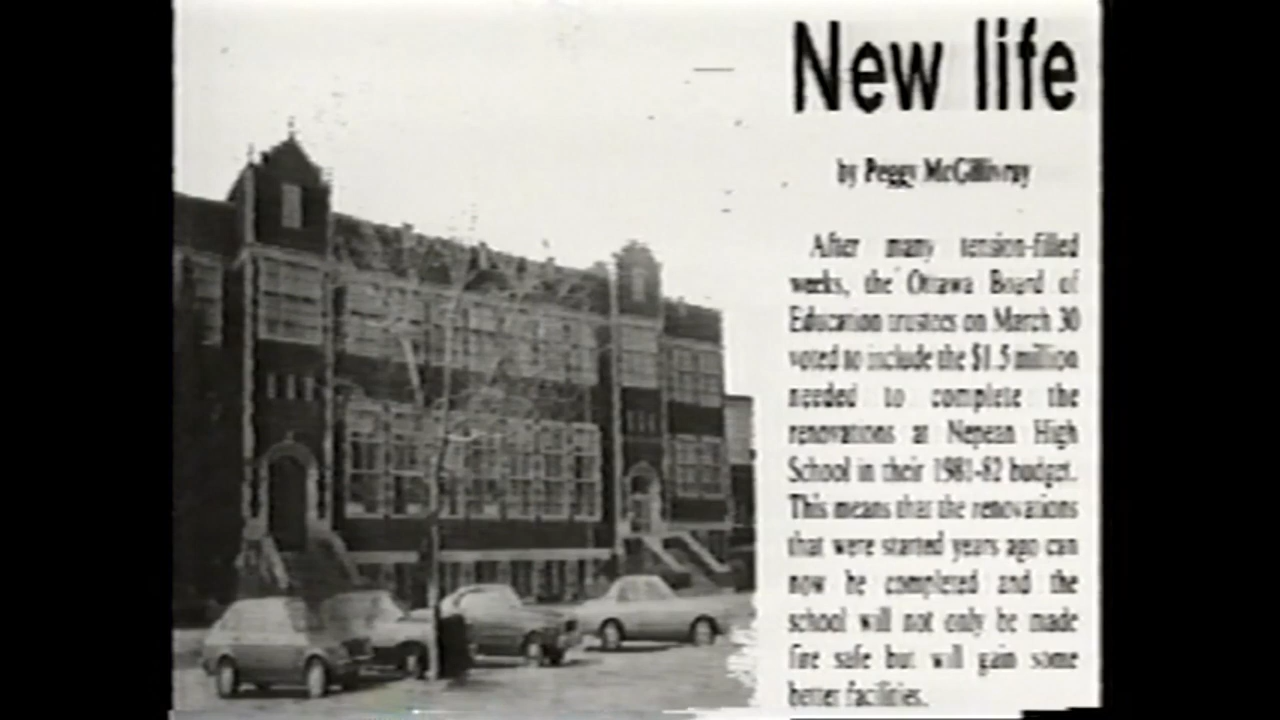 New life
by Peggy McGillivray
After many tension-filled
weeks, the Ottawa Board of
Education trustees on March 30
voted to include the $1.5 million
needed to complete the
renovations at Nepean High
School in their 1981-82 budget.
This means that the renovations
that were started years ago can
now be completed and the
school will not only be made
fire safe but will gain some
better facilities.